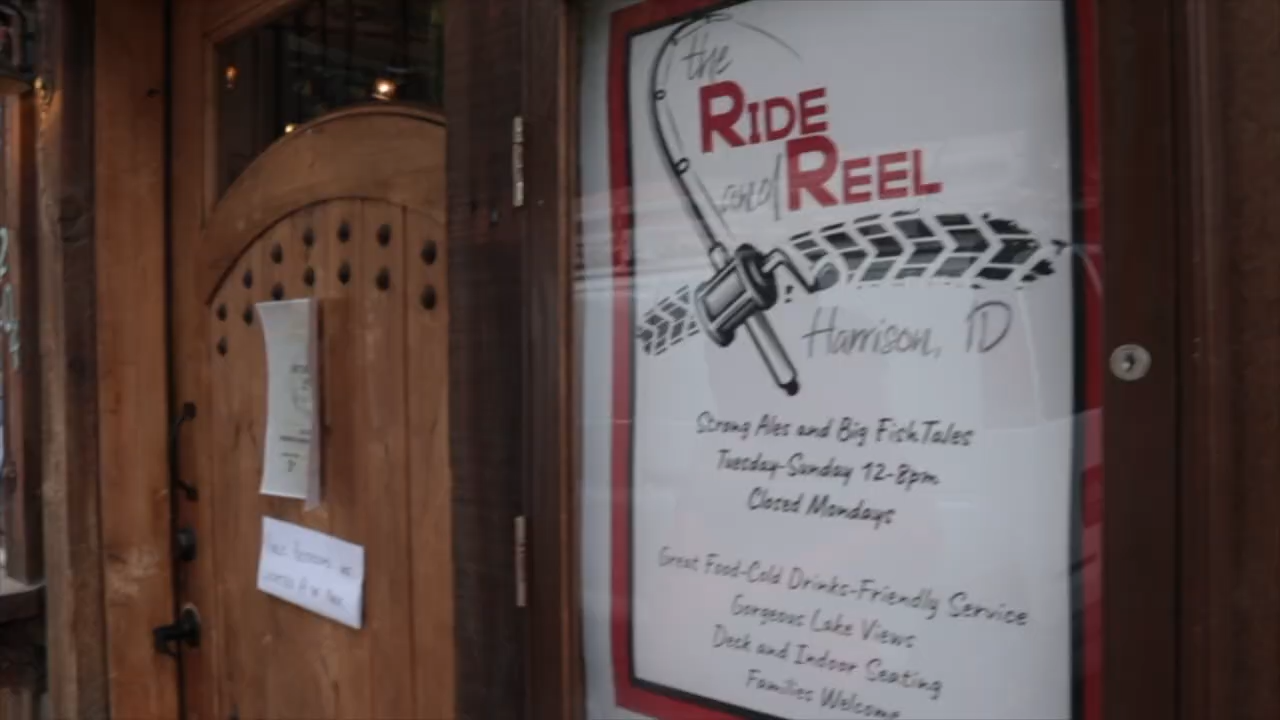 the
RIDE
and REEL
Harrison, ID
Strong Ales and Big Fish Tales
Tuesday-Sunday 12-8pm
Closed Mondays
Great Food-Cold Drinks-Friendly Service
Gorgeous Lake Views
Deck and Indoor Seating
Families Welcome